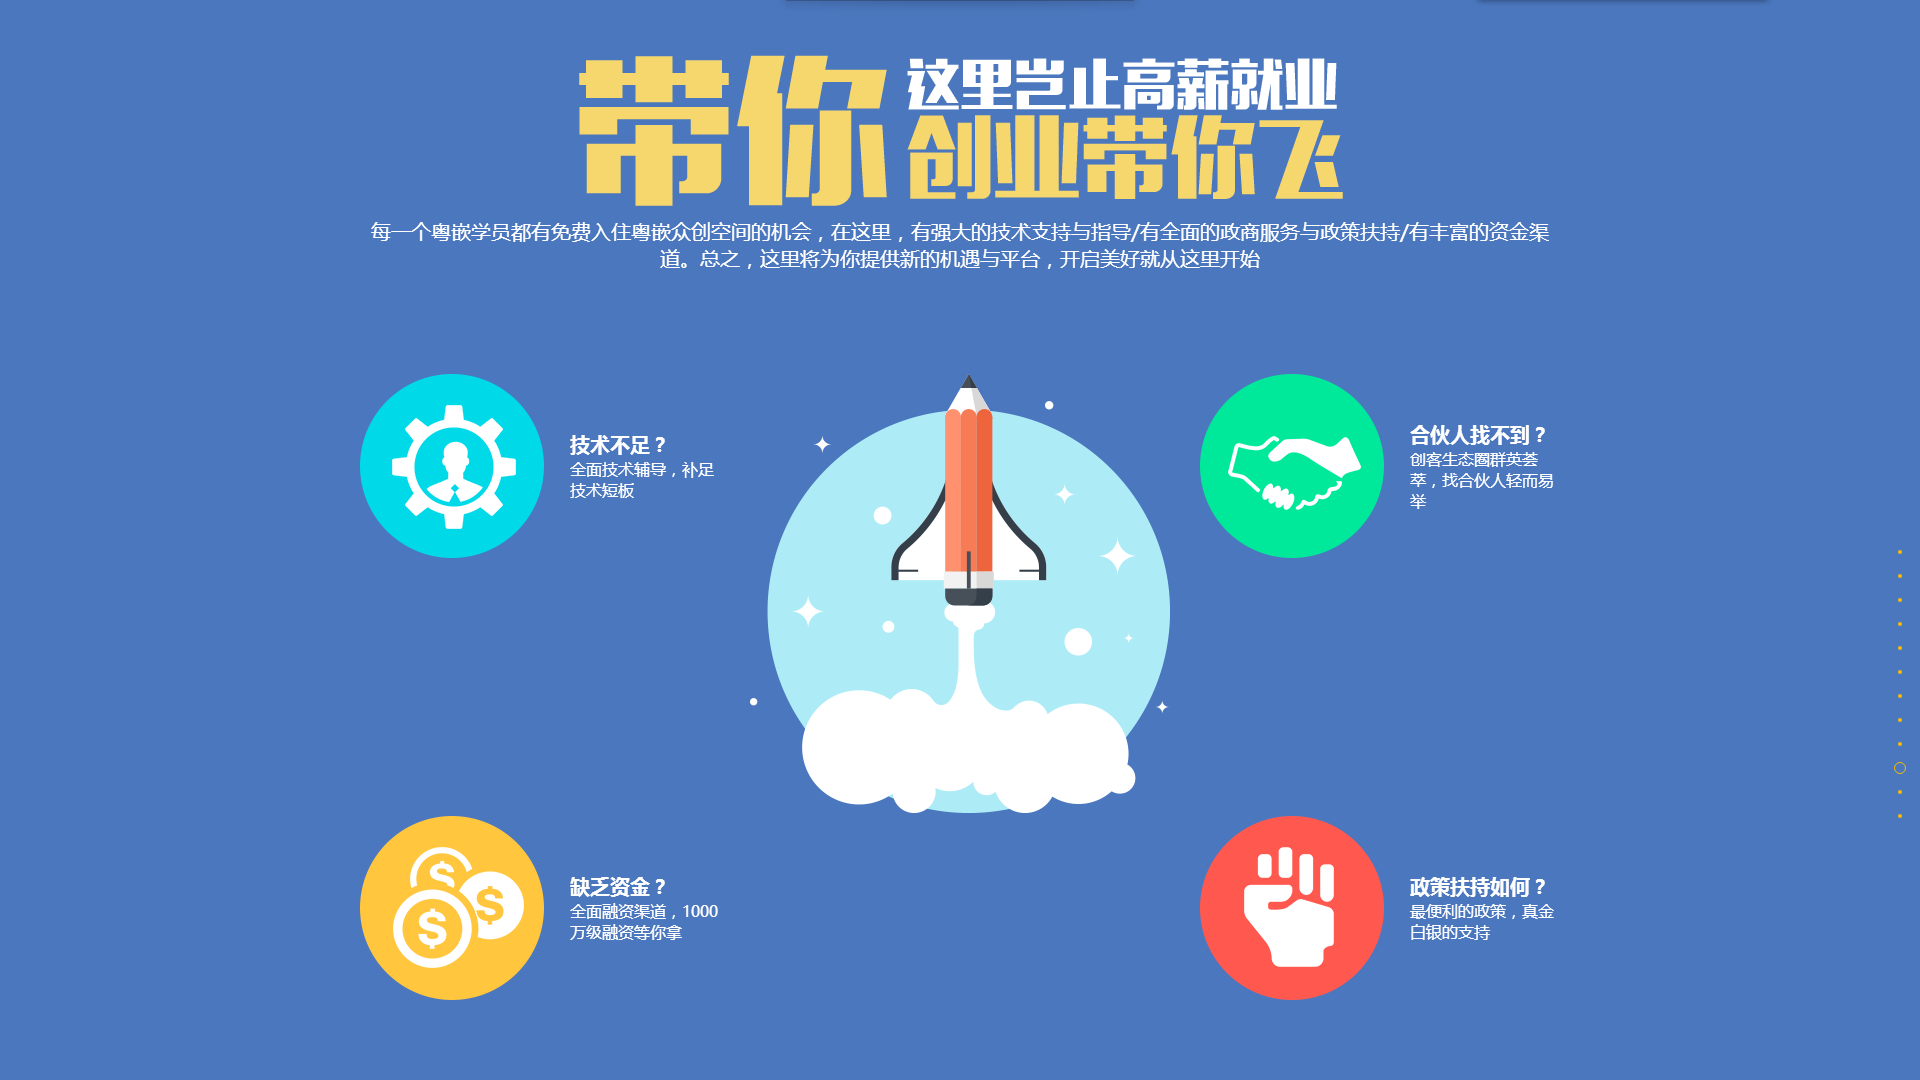 带你
这里岂止高薪就业
创业带你飞
每一个粤嵌学员都有免费入住粤嵌众创空间的机会，在这里，有强大的技术支持与指导/有全面的政商服务与政策扶持/有丰富的资金渠
道。总之，这里将为你提供新的机遇与平台，开启美好就从这里开始
技术不足？
全面技术辅导，补足
技术短板
合伙人找不到？
创客生态圈群英荟
萃，找合伙人轻而易
举
缺乏资金？
全面融资渠道，1000
万级融资等你拿
政策扶持如何？
最便利的政策，真金
白银的支持